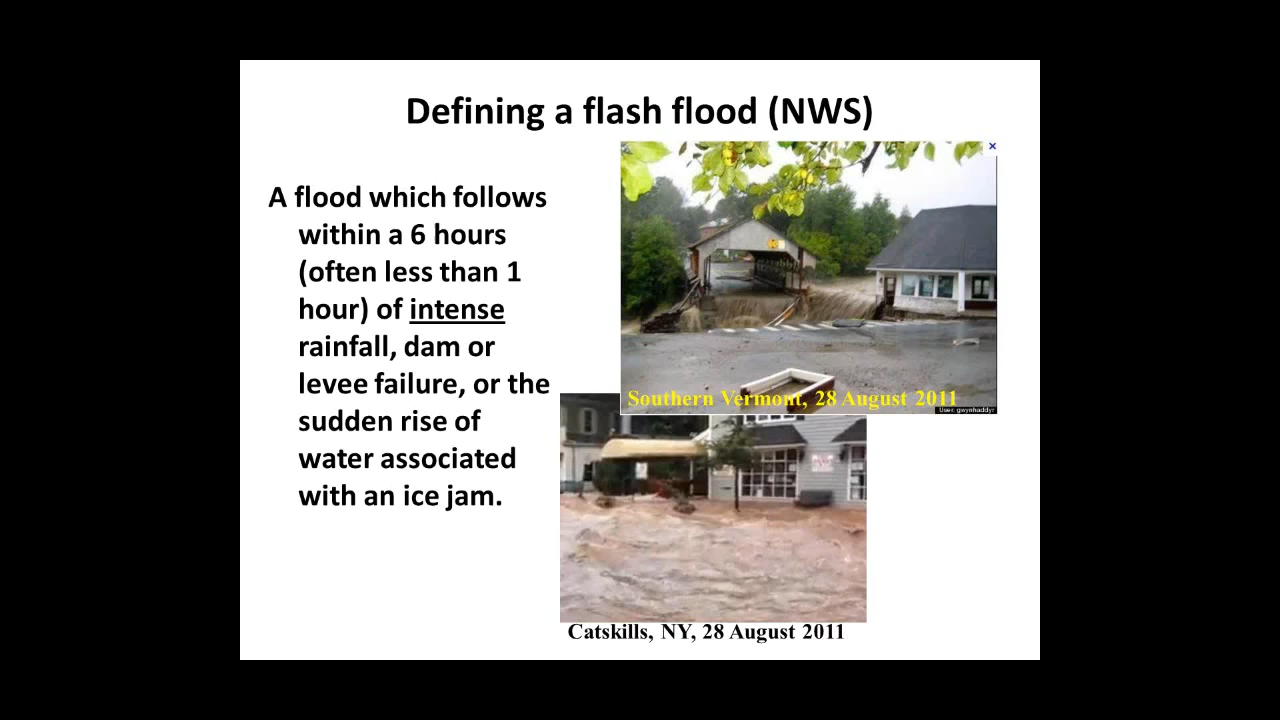 Defining a flash flood (NWS)
A flood which follows
within a 6 hours
(often less than 1
hour) of intense
rainfall, dam or
levee failure, or the
sudden rise of
water associated
with an ice jam.
Southern Vermont, 28 August 2011
User: gwynhaddyr
Catskills, NY, 28 August 2011